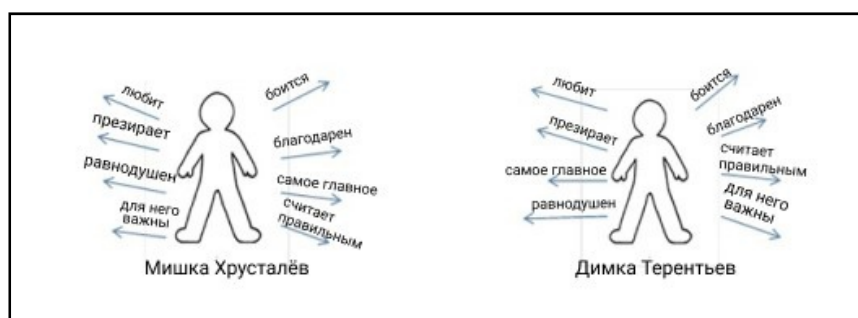 любит
боится
презирает
благодарен
равнодушен
самое главное
для него
важны
считает
правильным
Мишка Хрусталёв
любит
боится
презирает
благодарен
самое главное
считает
правильным
равнодушен
для него
важны
Димка Терентьев